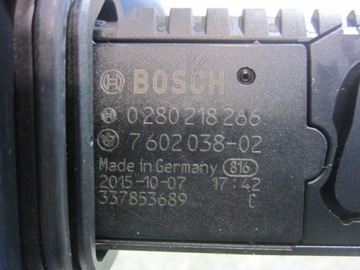 BOSCH
0 280 218 266
7 602 038-02
Made in Germany 816
2015-10-07 17:42
337853689 C